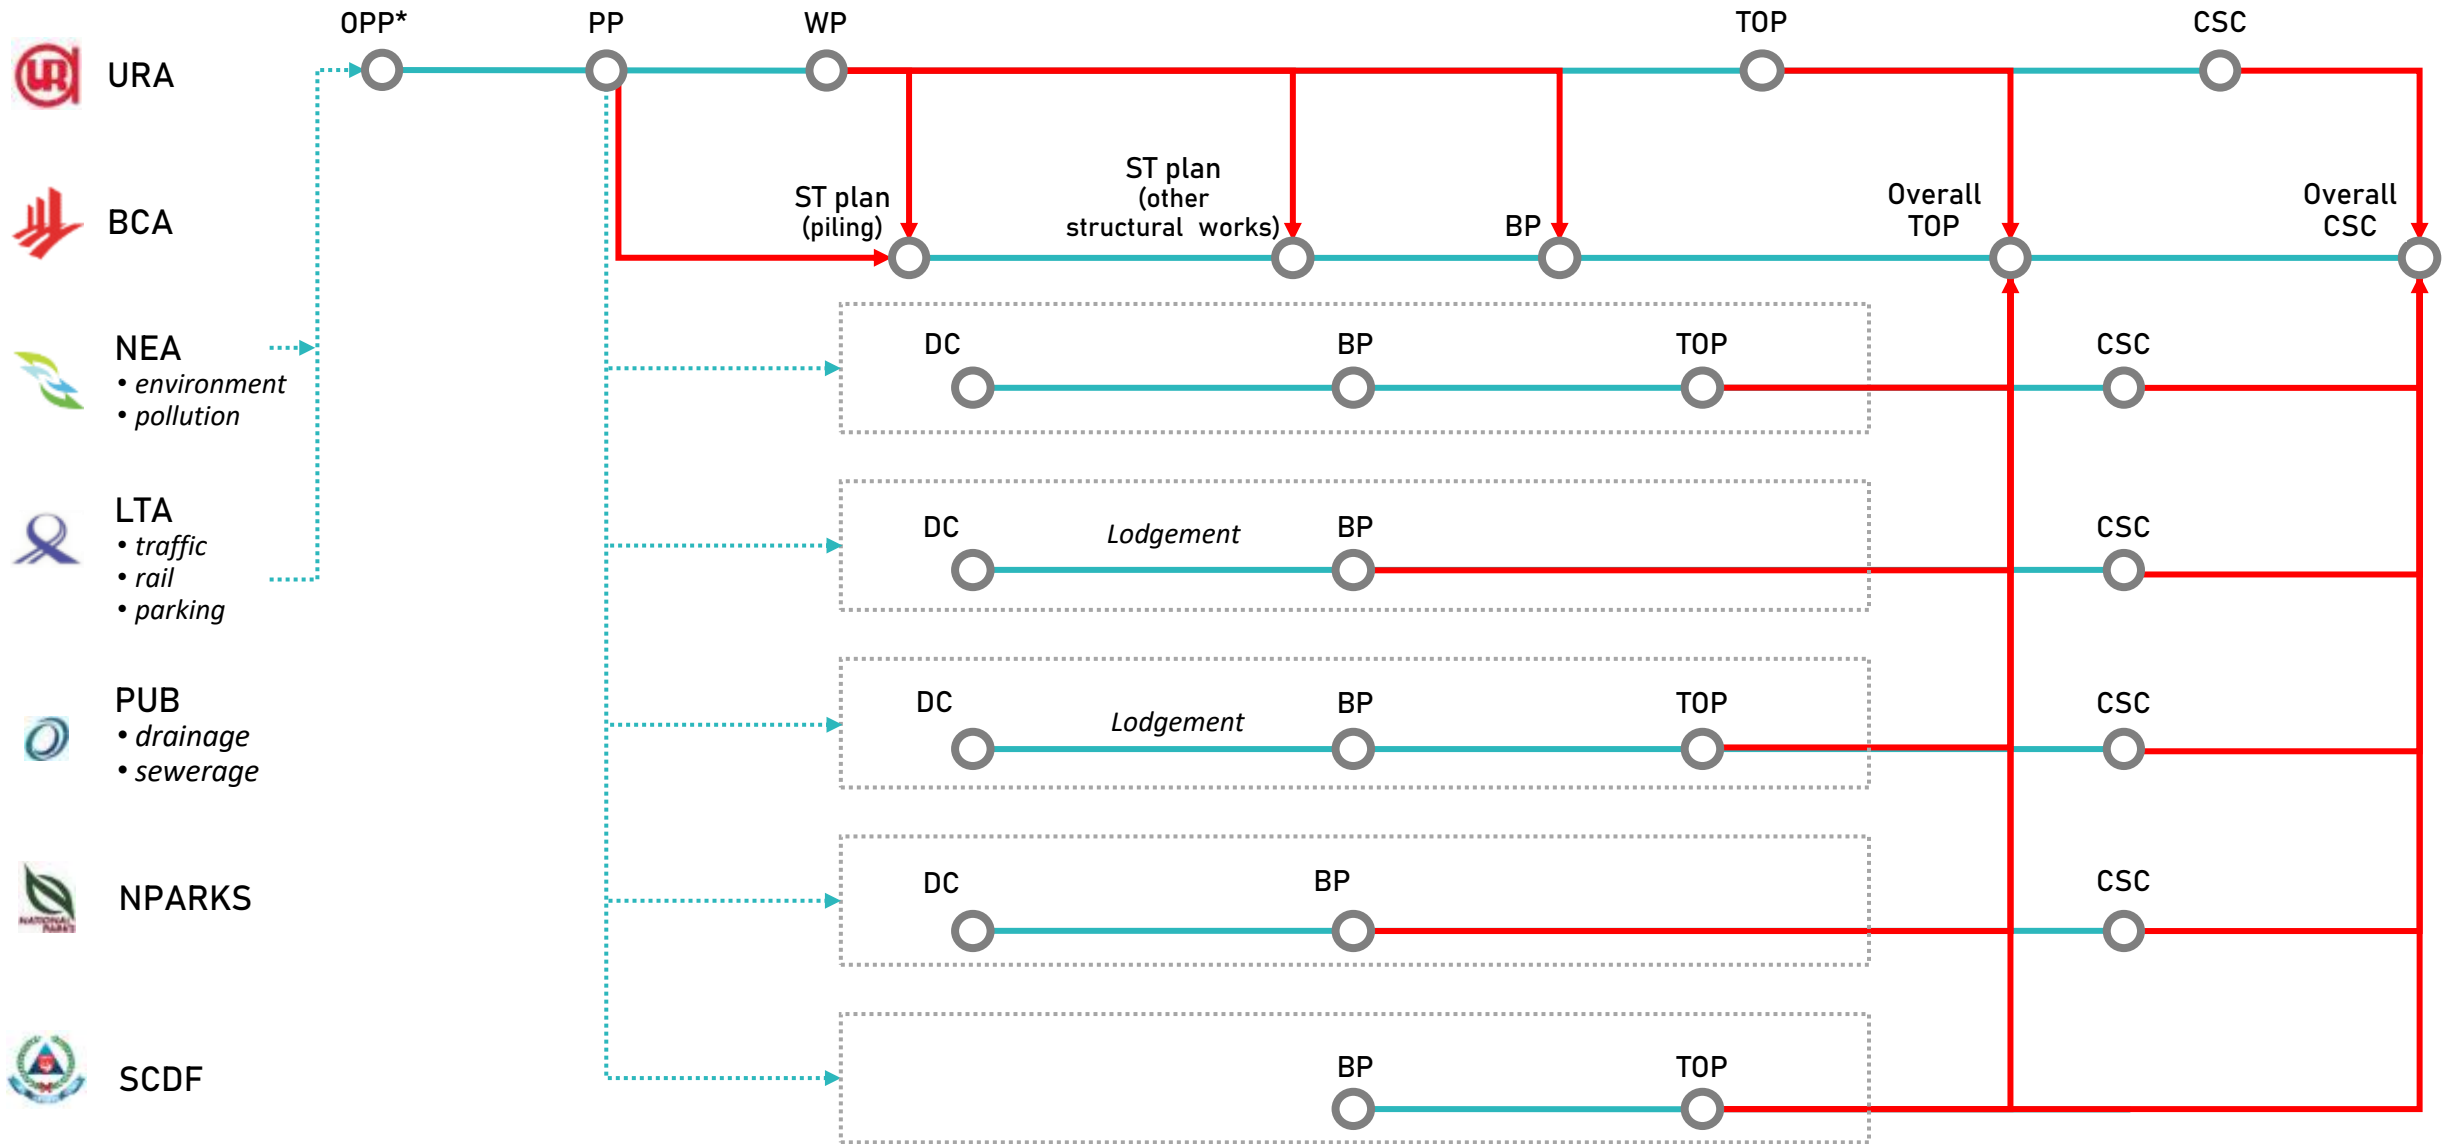 OPP*
PP
WP
TOP
CSC
URA
BCA
ST plan
(piling)
ST plan
(other
structural works)
BP
Overall
TOP
Overall
CSC
NEA
• environment
• pollution
DC
BP
TOP
CSC
LTA
• traffic
• rail
• parking
DC
Lodgement
BP
CSC
PUB
• drainage
• sewerage
DC
Lodgement
BP
TOP
CSC
NATIONAL
PARKS
NPARKS
DC
BP
CSC
SCDF
BP
TOP